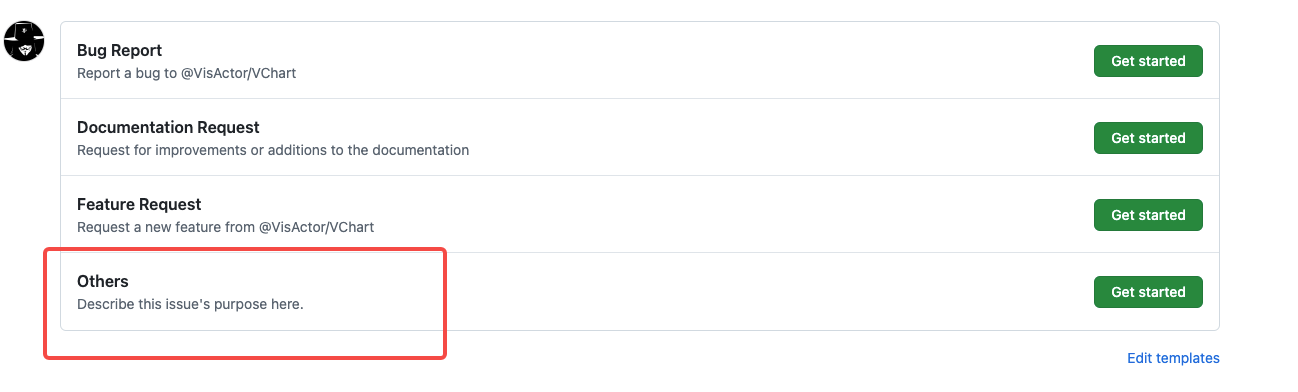 Bug Report
Report a bug to @VisActor/VChart
Get started
Documentation Request
Request for improvements or additions to the documentation
Get started
Feature Request
Request a new feature from @VisActor/VChart
Get started
Others
Describe this issue's purpose here.
Get started
Edit templates